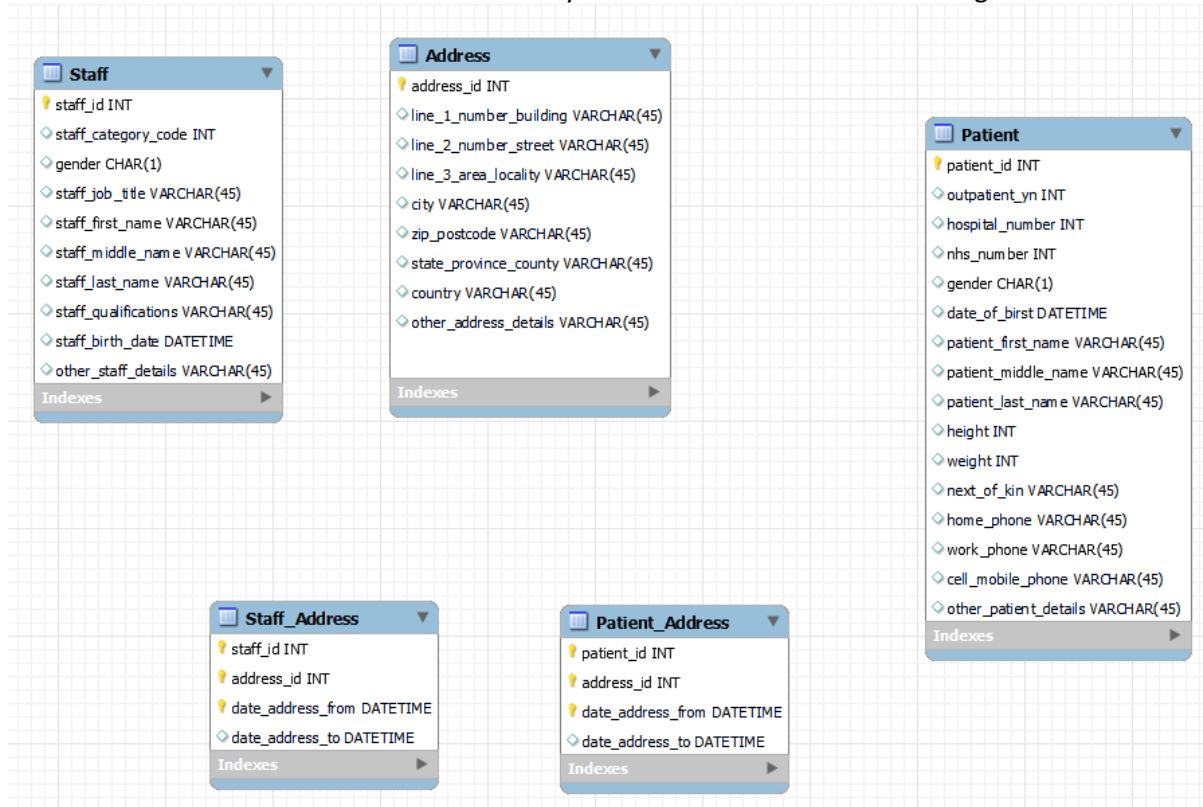 Staff
staff_id INT
staff_category_code INT
gender CHAR(1)
staff_job_title VARCHAR(45)
staff_first_name VARCHAR(45)
staff_middle_name VARCHAR(45)
staff_last_name VARCHAR(45)
staff_qualifications VARCHAR(45)
staff_birth_date DATETIME
other_staff_details VARCHAR(45)
Indexes
Address
address_id INT
line_1_number_building VARCHAR(45)
line_2_number_street VARCHAR(45)
line_3_area_locality VARCHAR(45)
city VARCHAR(45)
zip_postcode VARCHAR(45)
state_province_county VARCHAR(45)
country VARCHAR(45)
other_address_details VARCHAR(45)
Indexes
Patient
patient_id INT
outpatient_yn INT
hospital_number INT
nhs_number INT
gender CHAR(1)
date_of_birst DATETIME
patient_first_name VARCHAR(45)
patient_middle_name VARCHAR(45)
patient_last_name VARCHAR(45)
height INT
weight INT
next_of_kin VARCHAR(45)
home_phone VARCHAR(45)
work_phone VARCHAR(45)
cell_mobile_phone VARCHAR(45)
other_patient_details VARCHAR(45)
Indexes
Staff_Address
staff_id INT
address_id INT
date_address_from DATETIME
date_address_to DATETIME
Indexes
Patient_Address
patient_id INT
address_id INT
date_address_from DATETIME
date_address_to DATETIME
Indexes